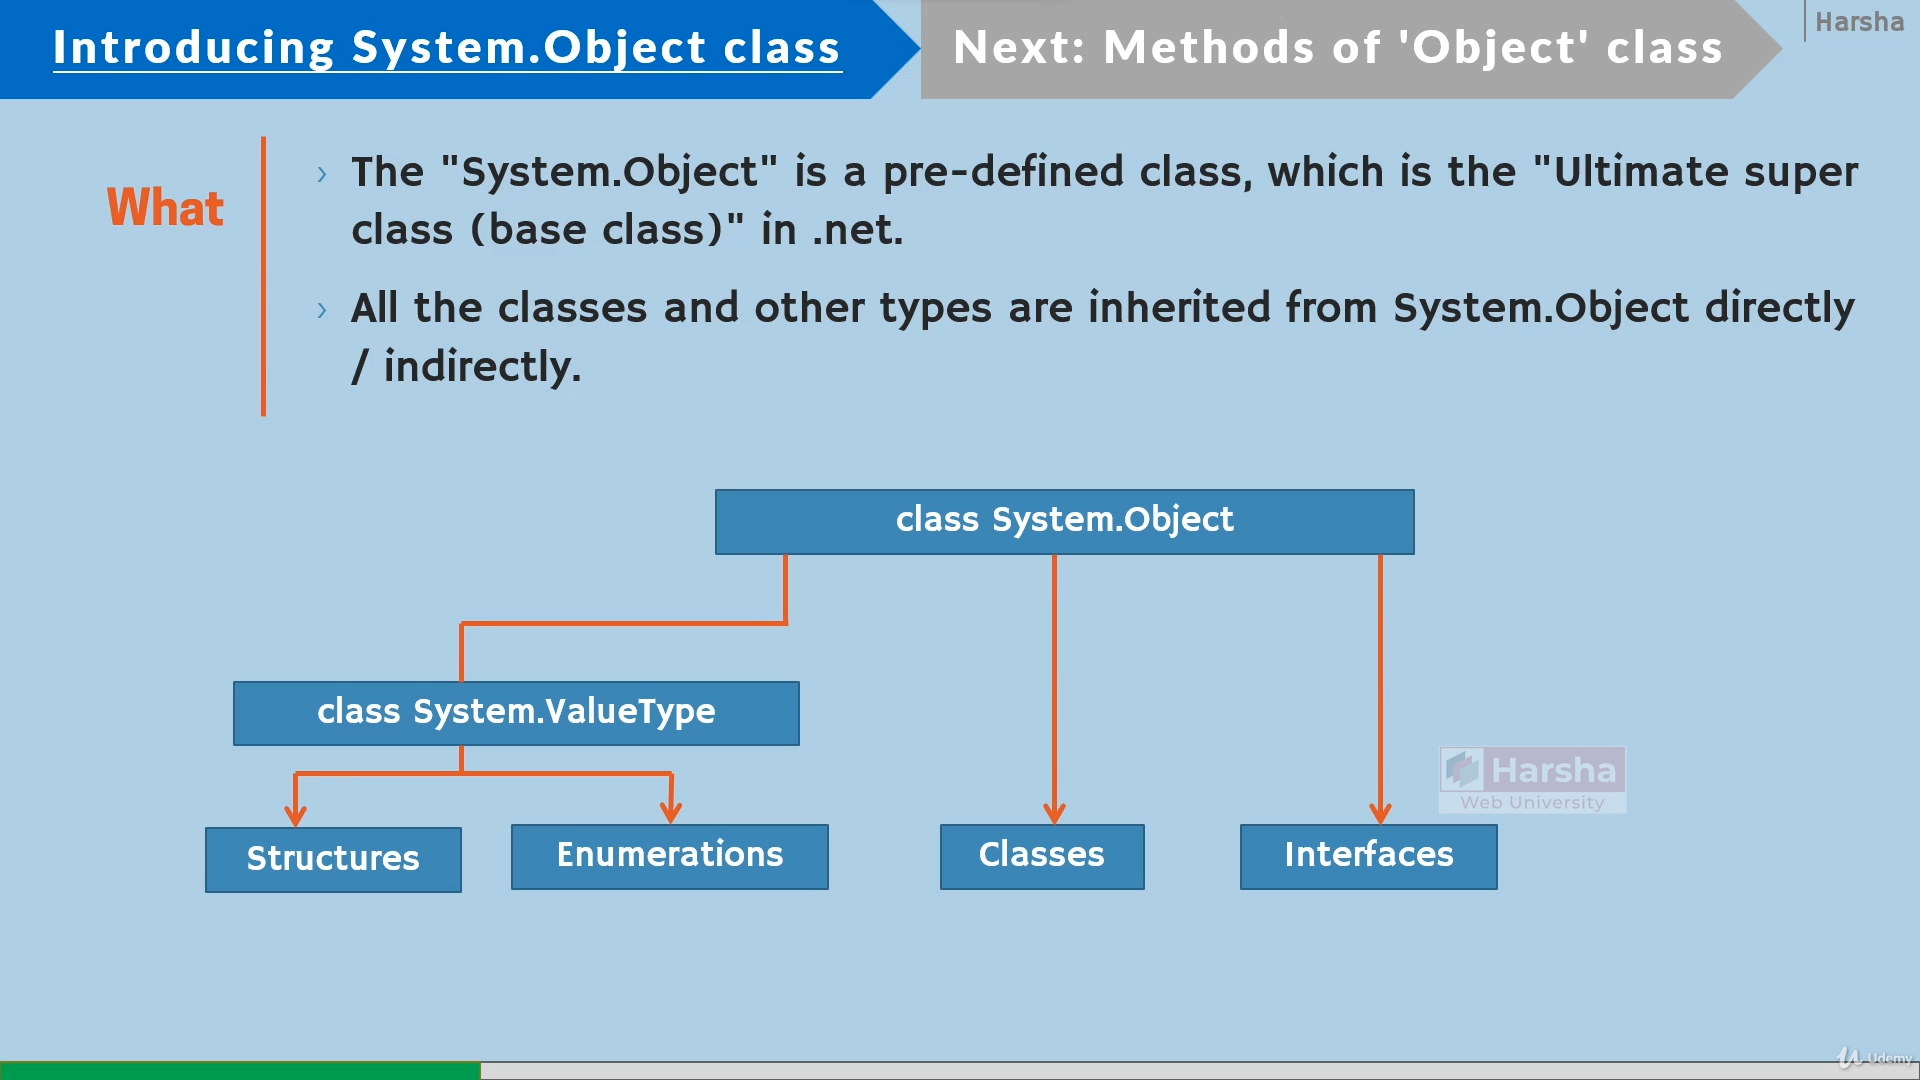 Introducing System.Object class
Next: Methods of 'Object' class
Harsha
What
The "System.Object" is a pre-defined class, which is the "Ultimate super
class (base class)" in .net.
All the classes and other types are inherited from System.Object directly
/ indirectly.
class System.Object
class System.ValueType
Harsha
Web University
Structures
Enumerations
Classes
Interfaces
Udemy